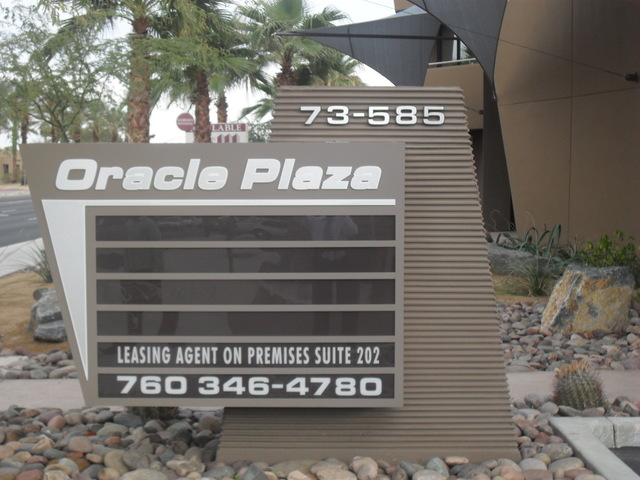 73-585
Oracle Plaza
LEASING AGENT ON PREMISES SUITE 202
760 346-4780